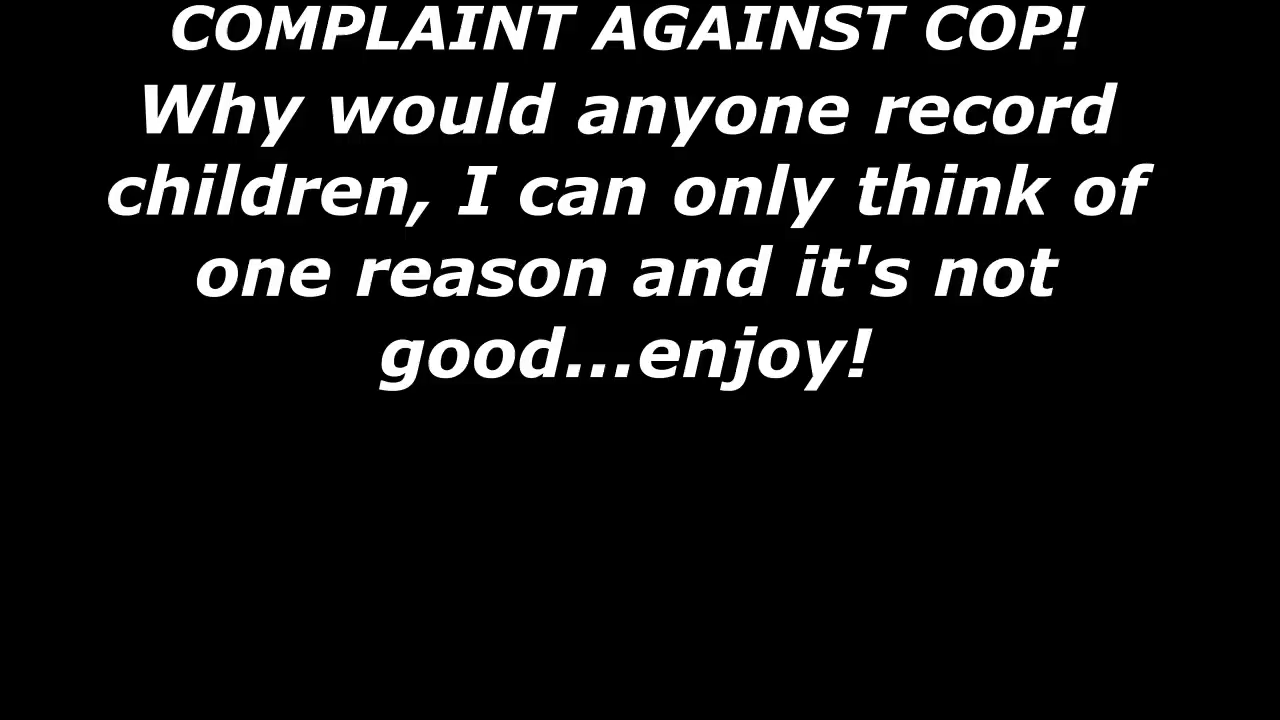 COMPLAINT AGAINST COP!
Why would anyone record
children, I can only think of
one reason and it's not
good...enjoy!